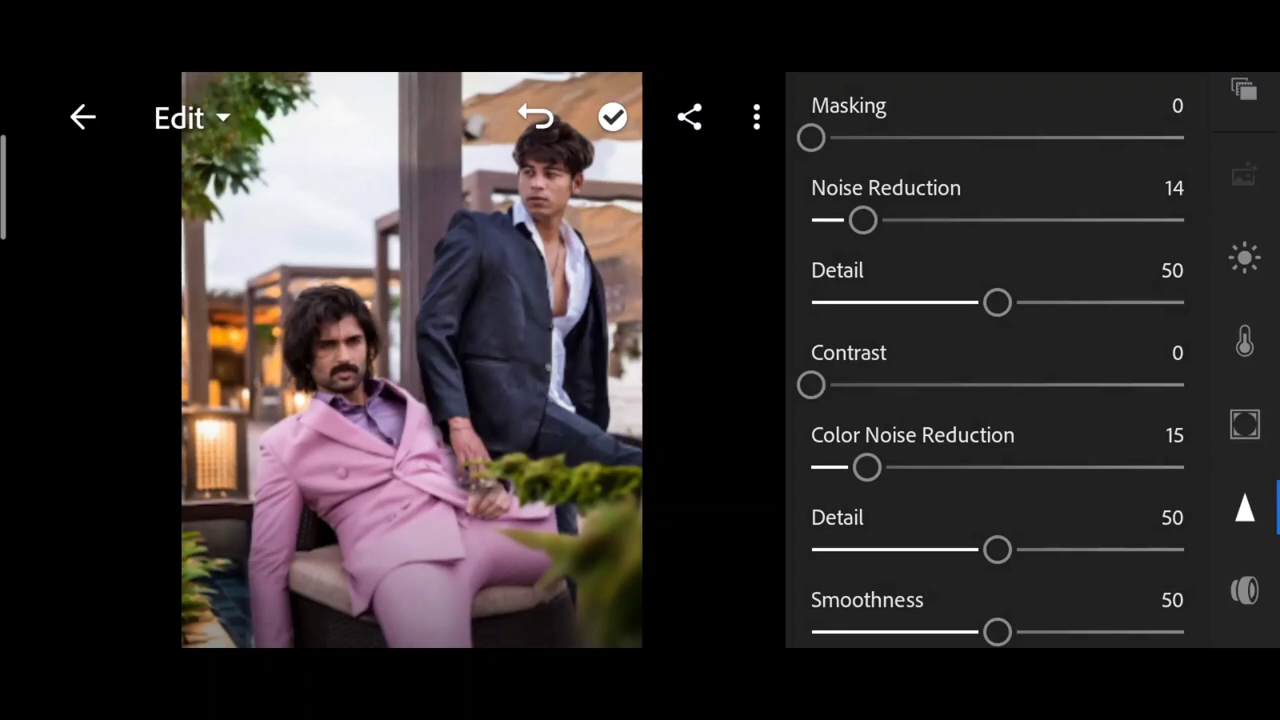 Edit
Masking 0
Noise Reduction 14
Detail 50
Contrast 0
Color Noise Reduction 15
Detail 50
Smoothness 50